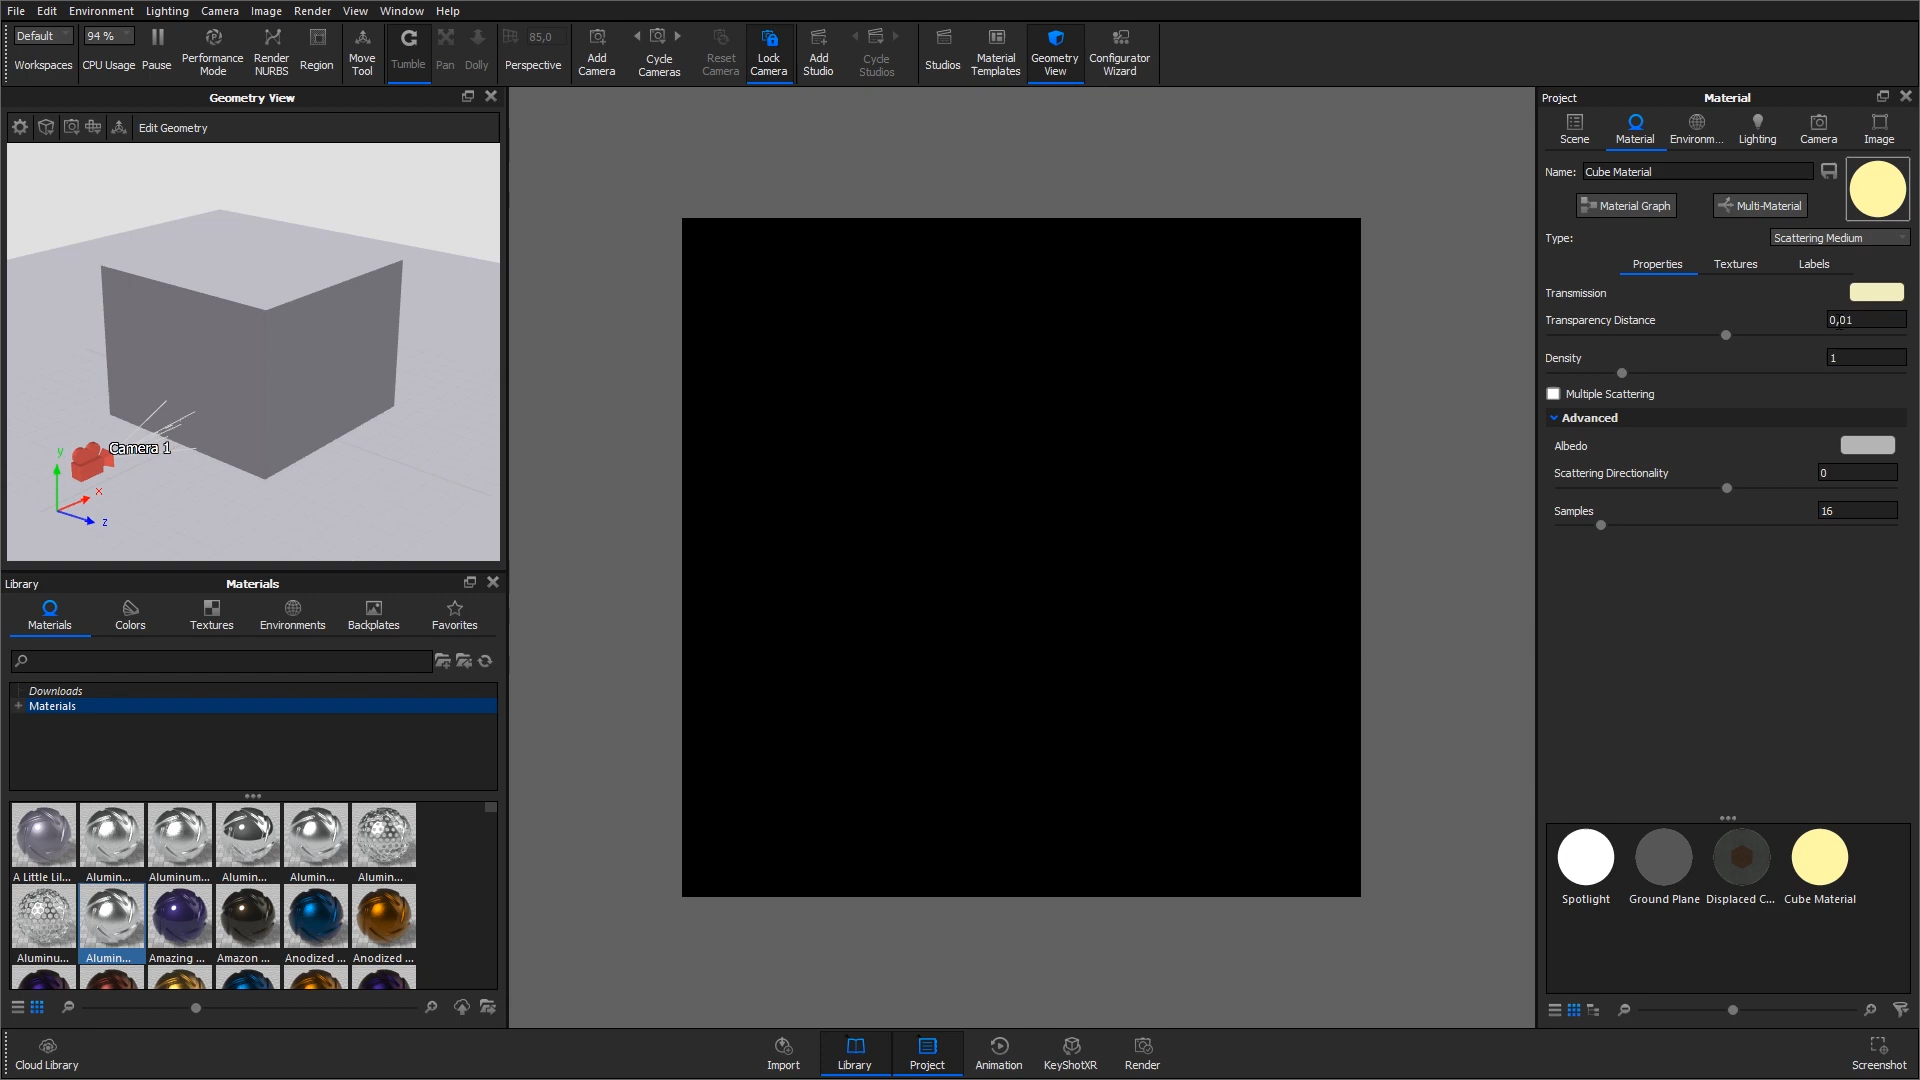 File Edit Environment Lighting Camera Image Render View Window Help
Default 94 % 85,0
Workspaces CPU Usage Pause Performance Mode Render NURBS Region Move Tool Tumble Pan Dolly Perspective Add Camera Cycle Cameras Reset Camera Lock Camera Add Studio Cycle Studios Studios Material Templates Geometry View Configurator Wizard
Geometry View
Edit Geometry
Camera 1
y
x
z
Library Materials
Materials Colors Textures Environments Backplates Favorites
Downloads
Materials
A Little Lil... Alumin... Aluminum... Alumin... Alumin... Alumin...
Aluminu... Alumin... Amazing ... Amazon ... Anodized ... Anodized ...
Project Material
Scene Material Environm... Lighting Camera Image
Name: Cube Material
Material Graph Multi-Material
Type: Scattering Medium
Properties Textures Labels
Transmission
Transparency Distance 0,01
Density 1
Multiple Scattering
Advanced
Albedo
Scattering Directionality 0
Samples 16
Spotlight Ground Plane Displaced C... Cube Material
Cloud Library Import Library Project Animation KeyShotXR Render Screenshot